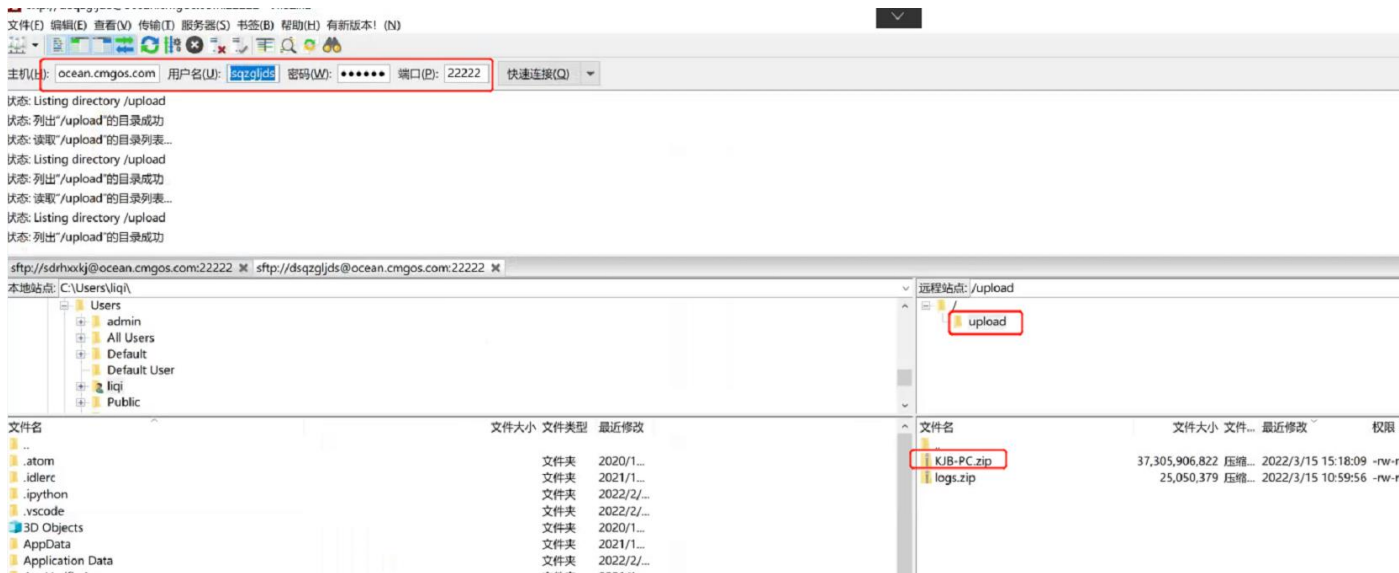 文件(F) 编辑(E) 查看(V) 传输(T) 服务器(S) 书签(B) 帮助(H) 有新版本! (N)
主机(H): ocean.cmgos.com 用户名(U): sqzgljds 密码(W): ●●●●●● 端口(P): 22222 快速连接(Q)
状态: Listing directory /upload
状态: 列出"/upload"的目录成功
状态: 读取"/upload"的目录列表...
状态: Listing directory /upload
状态: 列出"/upload"的目录成功
状态: 读取"/upload"的目录列表...
状态: Listing directory /upload
状态: 列出"/upload"的目录成功
sftp://sdrhxxkj@ocean.cmgos.com:22222 sftp://dsqzgljds@ocean.cmgos.com:22222
本地站点: C:\Users\liqi\
Users
admin
All Users
Default
Default User
liqi
Public
远程站点: /upload
/
upload
文件名 文件大小 文件类型 最近修改
..
.atom 文件夹 2020/1...
.idlerc 文件夹 2021/1...
.ipython 文件夹 2022/2/...
.vscode 文件夹 2022/2/...
3D Objects 文件夹 2020/1...
AppData 文件夹 2021/1...
Application Data 文件夹 2022/2/...
文件名 文件大小 文件... 最近修改 权限
..
KJB-PC.zip 37,305,906,822 压缩... 2022/3/15 15:18:09 -rw-r
logs.zip 25,050,379 压缩... 2022/3/15 10:59:56 -rw-r